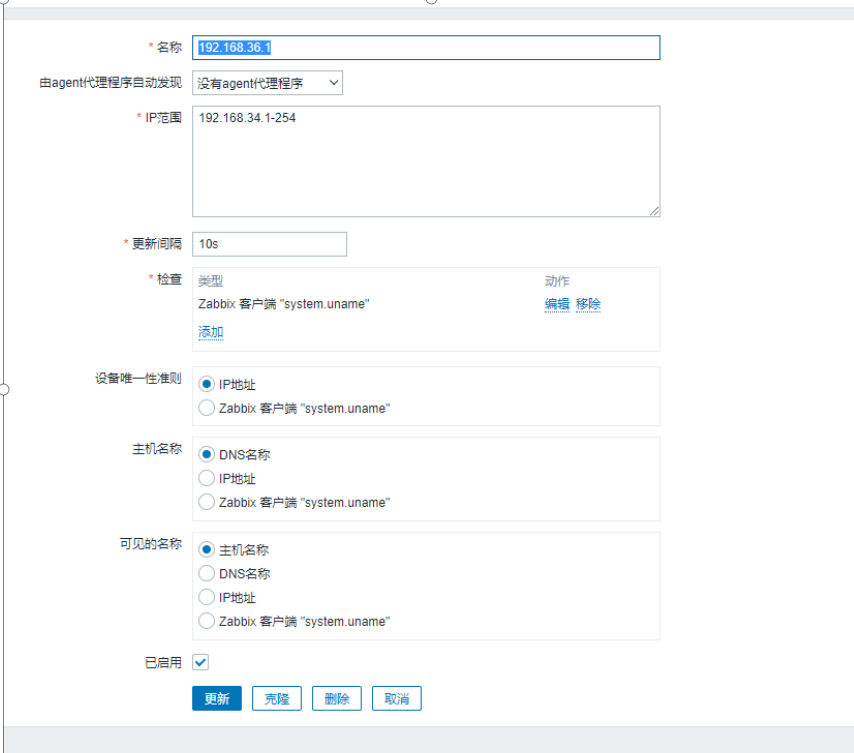 * 名称 192.168.36.1
由agent代理程序自动发现 没有agent代理程序
* IP范围 192.168.34.1-254
* 更新间隔 10s
* 检查 类型 动作
Zabbix 客户端 "system.uname" 编辑 移除
添加
设备唯一性准则 IP地址
Zabbix 客户端 "system.uname"
主机名称 DNS名称
IP地址
Zabbix 客户端 "system.uname"
可见的名称 主机名称
DNS名称
IP地址
Zabbix 客户端 "system.uname"
已启用
更新 克隆 删除 取消